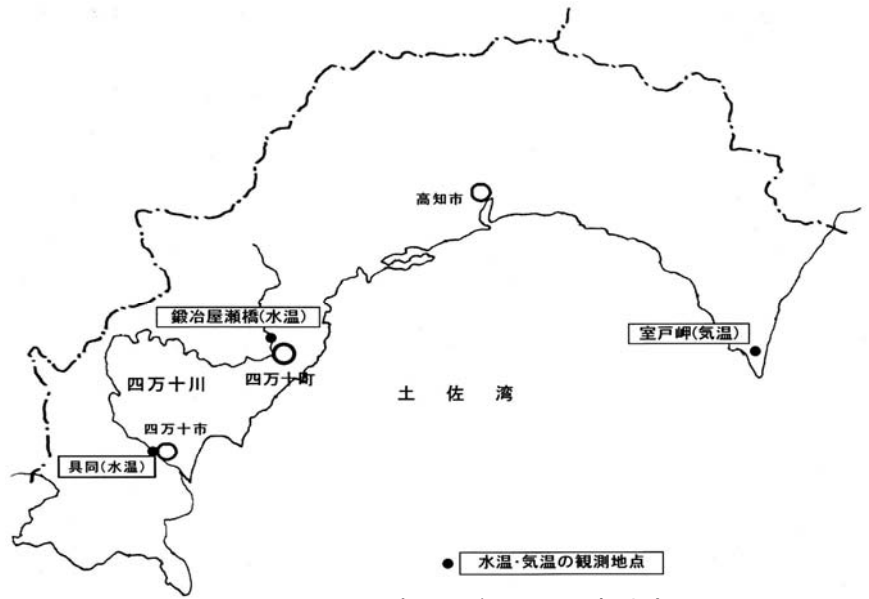 高知市
鍛冶屋瀬橋(水温)
室戸岬(気温)
四万十川
四万十町
土佐湾
四万十市
具同(水温)
水温・気温の観測地点